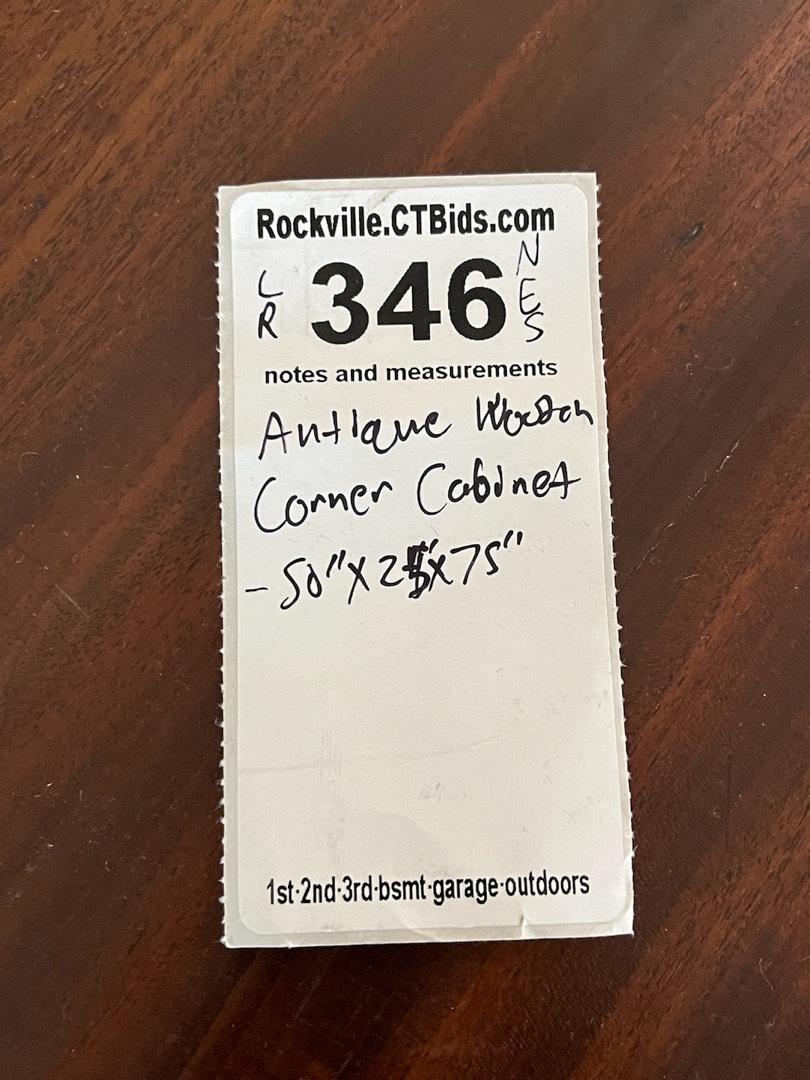 Rockville.CTBids.com
LR 346 NES
notes and measurements
Antique Wooden
Corner Cabinet
- 50" x 2 x 75"
1st·2nd·3rd·bsmt·garage·outdoors